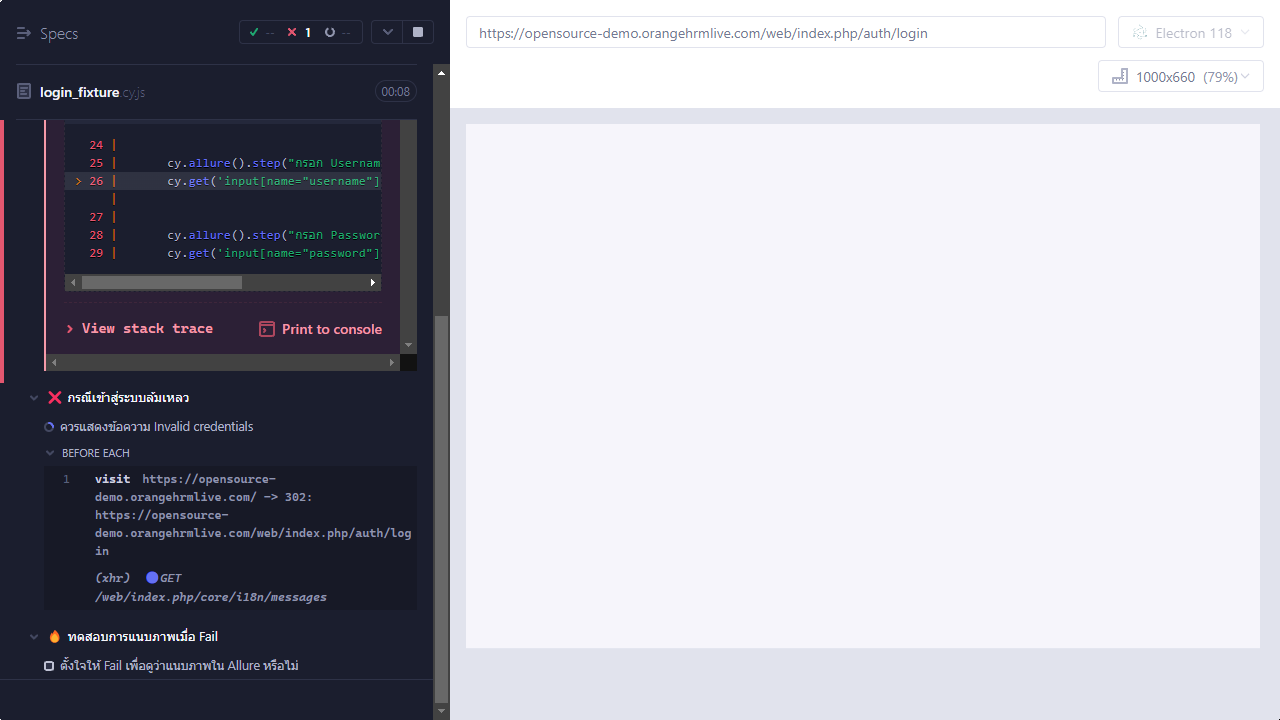 Specs
-- 1 --
https://opensource-demo.orangehrmlive.com/web/index.php/auth/login
Electron 118
1000x660 (79%)
login_fixture.cy.js
00:08
24 |
25 | cy.allure().step("กรอก Usernam
> 26 | cy.get('input[name="username"]
|
27 |
28 | cy.allure().step("กรอก Passwor
29 | cy.get('input[name="password"]
View stack trace
Print to console
❌ กรณีเข้าสู่ระบบล้มเหลว
ควรแสดงข้อความ Invalid credentials
BEFORE EACH
1 visit https://opensource-
demo.orangehrmlive.com/ -> 302:
https://opensource-
demo.orangehrmlive.com/web/index.php/auth/log
in
(xhr) GET
/web/index.php/core/i18n/messages
🔥 ทดสอบการแนบภาพเมื่อ Fail
ตั้งใจให้ Fail เพื่อดูว่าแนบภาพใน Allure หรือไม่